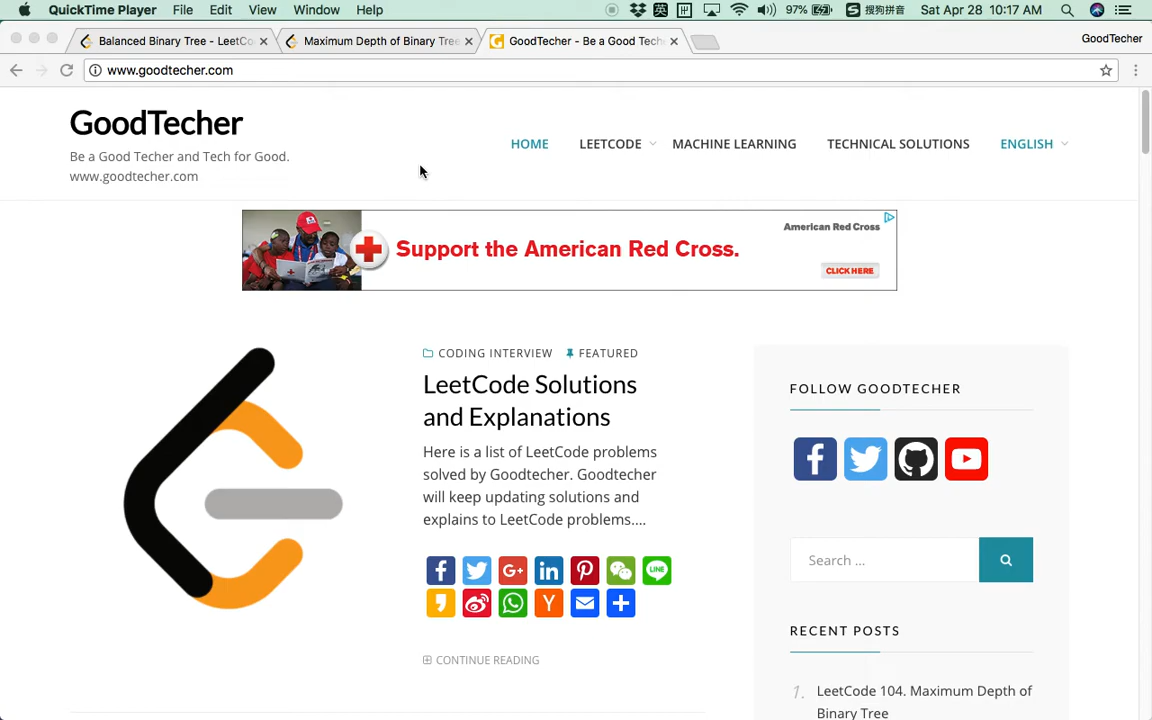 QuickTime Player File Edit View Window Help 97% 搜狗拼音 Sat Apr 28 10:17 AM
Balanced Binary Tree - LeetCo Maximum Depth of Binary Tree GoodTecher - Be a Good Tech GoodTecher
www.goodtecher.com
GoodTecher
Be a Good Techer and Tech for Good.
www.goodtecher.com
HOME LEETCODE MACHINE LEARNING TECHNICAL SOLUTIONS ENGLISH
Support the American Red Cross.
American Red Cross
CLICK HERE
CODING INTERVIEW FEATURED
LeetCode Solutions
and Explanations
Here is a list of LeetCode problems
solved by Goodtecher. Goodtecher
will keep updating solutions and
explains to LeetCode problems....
CONTINUE READING
FOLLOW GOODTECHER
Search ...
RECENT POSTS
1. LeetCode 104. Maximum Depth of
Binary Tree